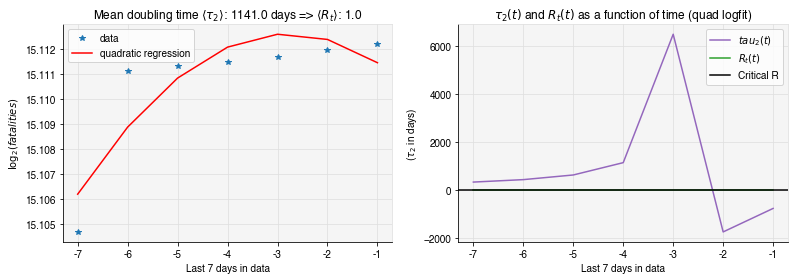 Mean doubling time ⟨τ₂⟩: 1141.0 days => ⟨Rₜ⟩: 1.0
data
quadratic regression
log₂(fatalities)
15.112
15.111
15.110
15.109
15.108
15.107
15.106
15.105
-7 -6 -5 -4 -3 -2 -1
Last 7 days in data
τ₂(t) and Rₜ(t) as a function of time (quad logfit)
tau₂(t)
Rₜ(t)
Critical R
(τ₂ in days)
6000
4000
2000
0
−2000
-7 -6 -5 -4 -3 -2 -1
Last 7 days in data